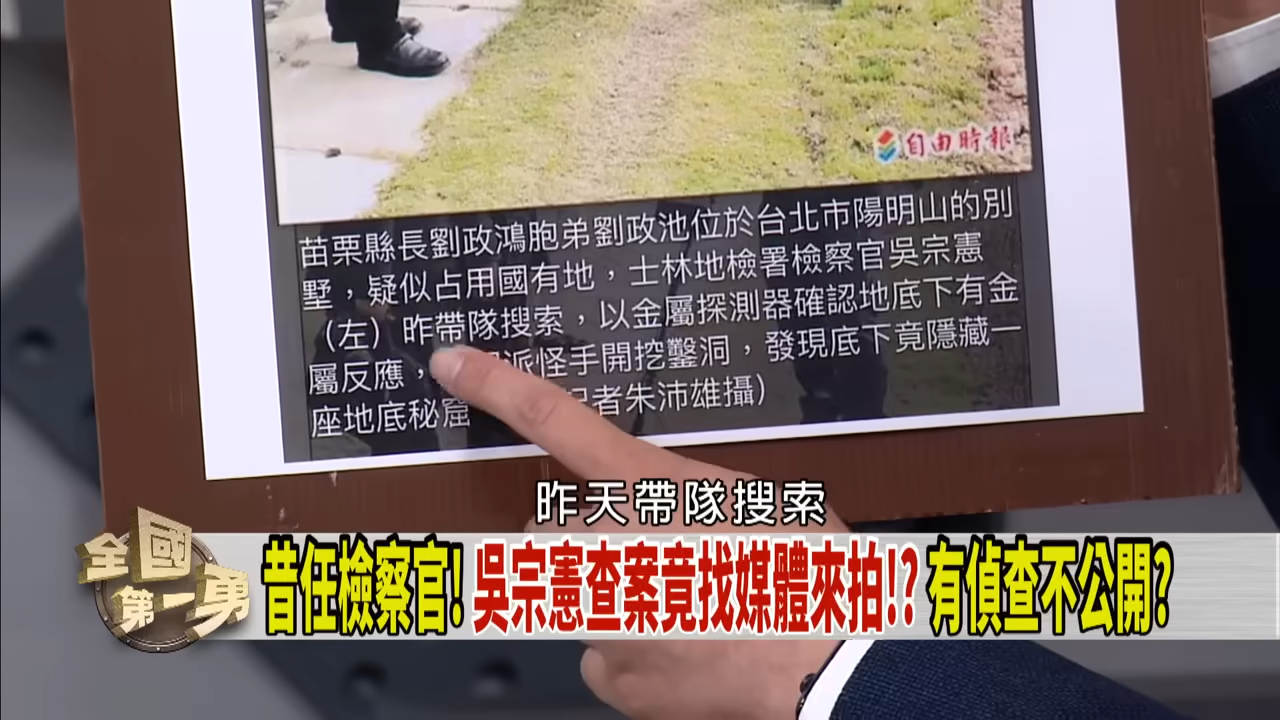 自由時報
苗栗縣長劉政鴻胞弟劉政池位於台北市陽明山的別
墅，疑似占用國有地，士林地檢署檢察官吳宗憲
（左）昨帶隊搜索，以金屬探測器確認地底下有金
屬反應，派怪手開挖鑿洞，發現底下竟隱藏一
座地底秘窟 記者朱沛雄攝）
昨天帶隊搜索
全國第一勇
昔任檢察官!吳宗憲查案竟找媒體來拍!?有偵查不公開?